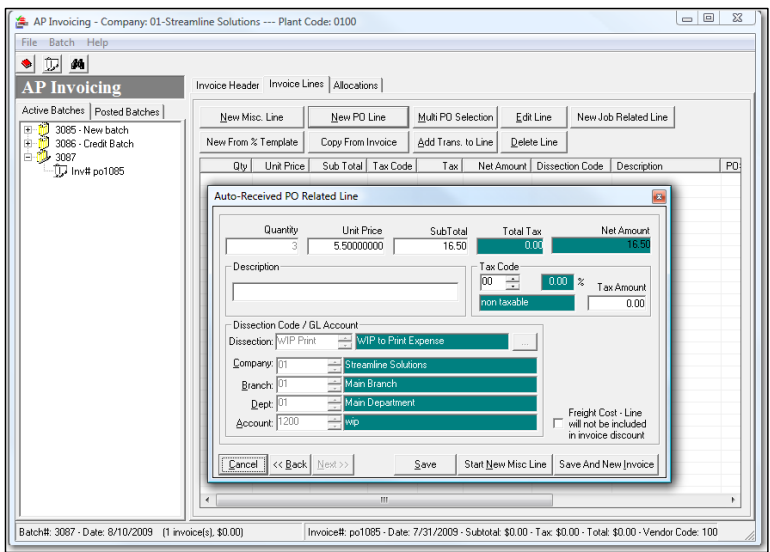 AP Invoicing - Company: 01-Streamline Solutions --- Plant Code: 0100
File Batch Help
AP Invoicing
Invoice Header Invoice Lines Allocations
Active Batches Posted Batches
New Misc. Line New PO Line Multi PO Selection Edit Line New Job Related Line
New From % Template Copy From Invoice Add Trans. to Line Delete Line
3085 - New batch
3086 - Credit Batch
3087
Inv# po1085
Qty Unit Price Sub Total Tax Code Tax Net Amount Dissection Code Description PO
Auto-Received PO Related Line
Quantity Unit Price SubTotal Total Tax Net Amount
3 5.50000000 16.50 0.00 16.50
Description
Tax Code
00 0.00 % Tax Amount
non taxable 0.00
Dissection Code / GL Account
Dissection: WIP Print WIP to Print Expense ...
Company: 01 Streamline Solutions
Branch: 01 Main Branch
Dept: 01 Main Department
Account: 1200 wip
Freight Cost - Line
will not be included
in invoice discount
Cancel << Back Next >> Save Start New Misc Line Save And New Invoice
Batch#: 3087 - Date: 8/10/2009 (1 invoice(s), $0.00) Invoice#: po1085 - Date: 7/31/2009 - Subtotal: $0.00 - Tax: $0.00 - Total: $0.00 - Vendor Code: 100